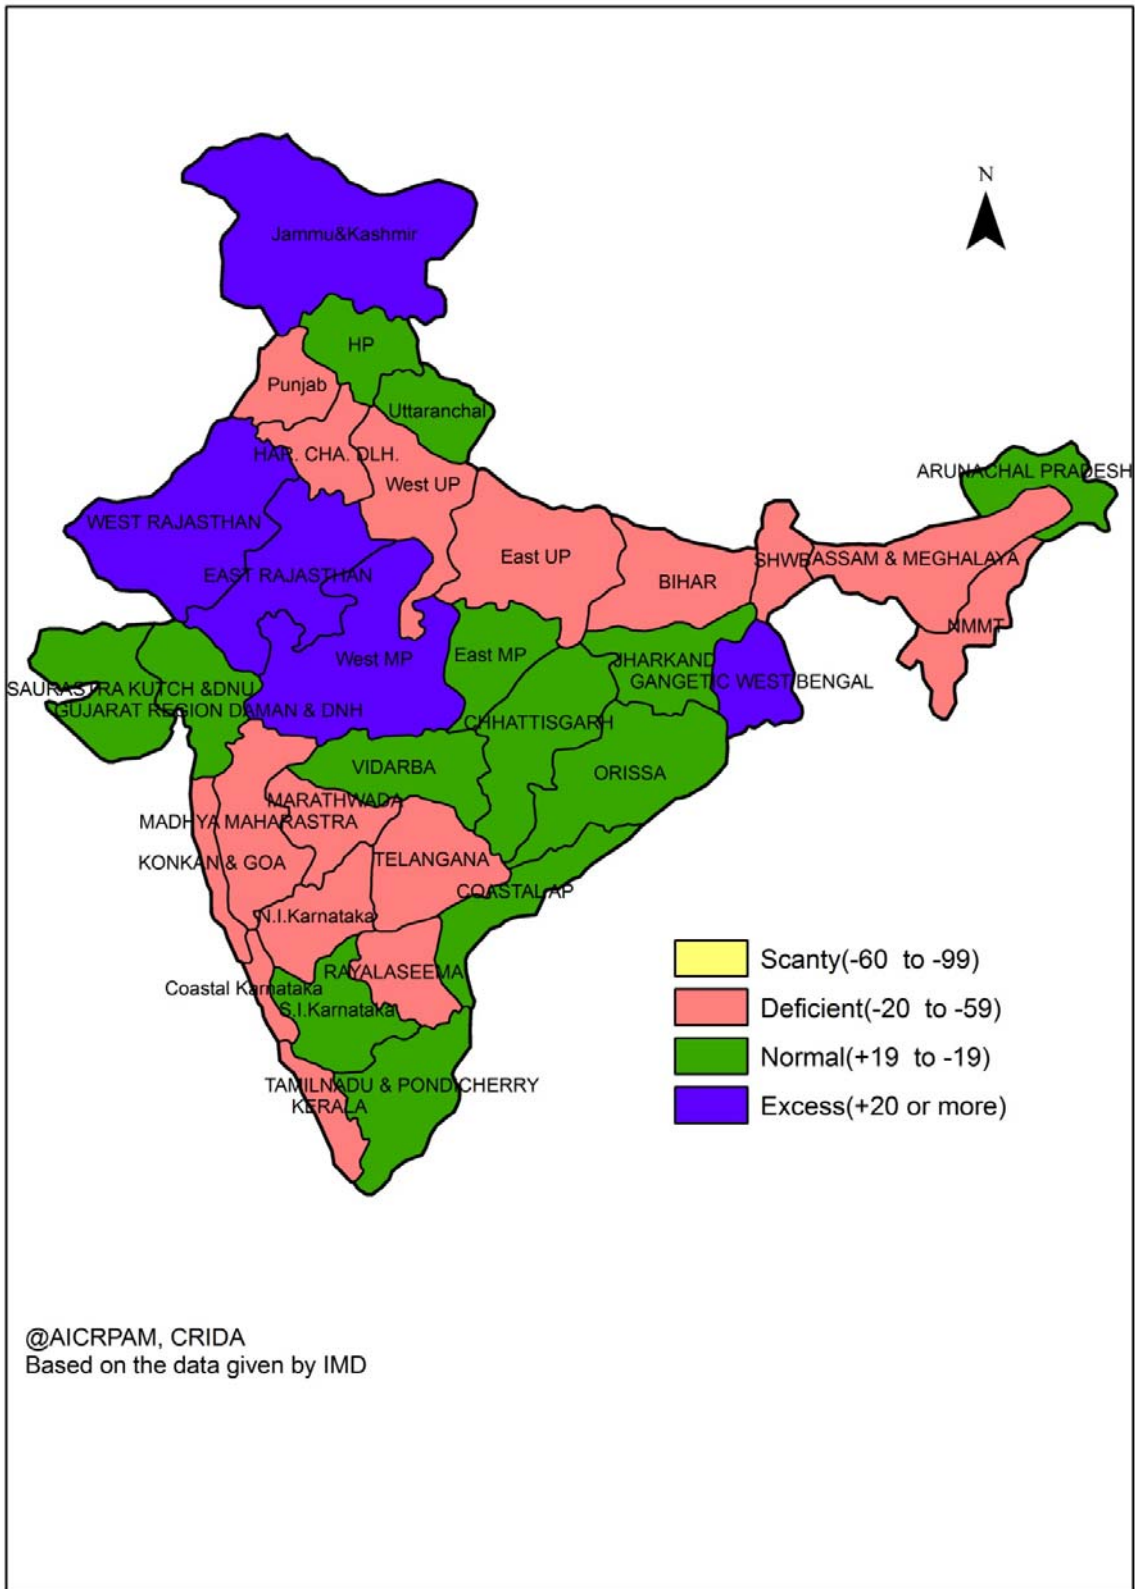 N
Jammu&Kashmir
HP
Punjab
Uttaranchal
HAR. CHA. DLH.
ARUNACHAL PRADESH
West UP
WEST RAJASTHAN
East UP
SHWB
ASSAM & MEGHALAYA
EAST RAJASTHAN
BIHAR
NMMT
West MP
East MP
JHARKAND
GANGETIC WEST BENGAL
SAURASTRA KUTCH &DNU
GUJARAT REGION DAMAN & DNH
CHHATTISGARH
VIDARBA
ORISSA
MARATHWADA
MADHYA MAHARASTRA
KONKAN & GOA
TELANGANA
COASTAL AP
N.I.Karnataka
RAYALASEEMA
Coastal Karnataka
S.I.Karnataka
TAMILNADU & PONDICHERRY
KERALA
Scanty(-60 to -99)
Deficient(-20 to -59)
Normal(+19 to -19)
Excess(+20 or more)
@AICRPAM, CRIDA
Based on the data given by IMD